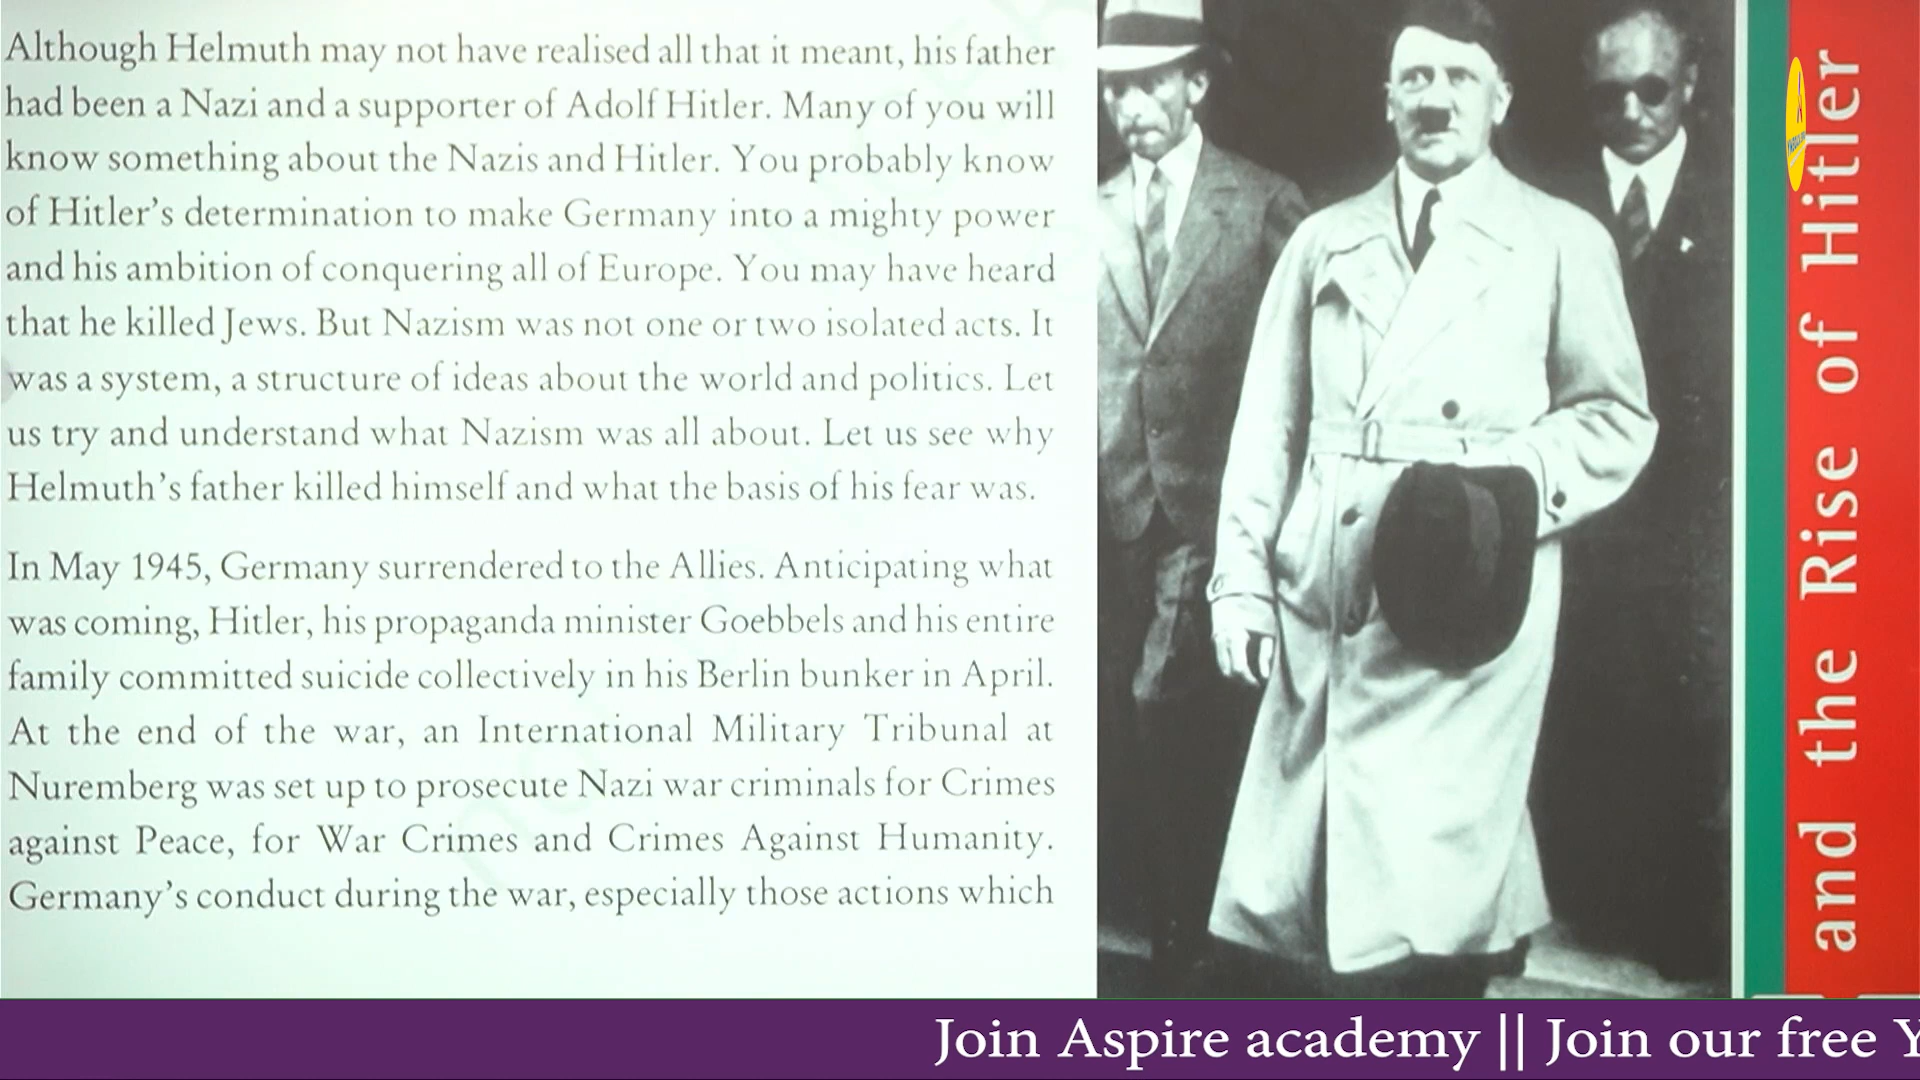 Although Helmuth may not have realised all that it meant, his father
had been a Nazi and a supporter of Adolf Hitler. Many of you will
know something about the Nazis and Hitler. You probably know
of Hitler's determination to make Germany into a mighty power
and his ambition of conquering all of Europe. You may have heard
that he killed Jews. But Nazism was not one or two isolated acts. It
was a system, a structure of ideas about the world and politics. Let
us try and understand what Nazism was all about. Let us see why
Helmuth's father killed himself and what the basis of his fear was.
In May 1945, Germany surrendered to the Allies. Anticipating what
was coming, Hitler, his propaganda minister Goebbels and his entire
family committed suicide collectively in his Berlin bunker in April.
At the end of the war, an International Military Tribunal at
Nuremberg was set up to prosecute Nazi war criminals for Crimes
against Peace, for War Crimes and Crimes Against Humanity.
Germany's conduct during the war, especially those actions which
and the Rise of Hitler
Join Aspire academy || Join our free Y